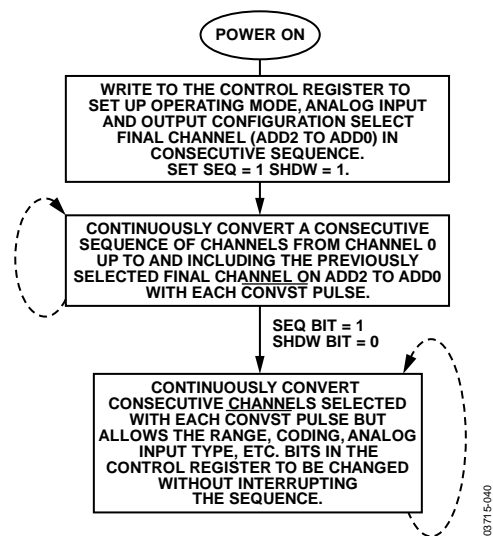 POWER ON
WRITE TO THE CONTROL REGISTER TO
SET UP OPERATING MODE, ANALOG INPUT
AND OUTPUT CONFIGURATION SELECT
FINAL CHANNEL (ADD2 TO ADD0) IN
CONSECUTIVE SEQUENCE.
SET SEQ = 1 SHDW = 1.
CONTINUOUSLY CONVERT A CONSECUTIVE
SEQUENCE OF CHANNELS FROM CHANNEL 0
UP TO AND INCLUDING THE PREVIOUSLY
SELECTED FINAL CHANNEL ON ADD2 TO ADD0
WITH EACH CONVST PULSE.
SEQ BIT = 1
SHDW BIT = 0
CONTINUOUSLY CONVERT
CONSECUTIVE CHANNELS SELECTED
WITH EACH CONVST PULSE BUT
ALLOWS THE RANGE, CODING, ANALOG
INPUT TYPE, ETC. BITS IN THE
CONTROL REGISTER TO BE CHANGED
WITHOUT INTERRUPTING
THE SEQUENCE.
03715-040